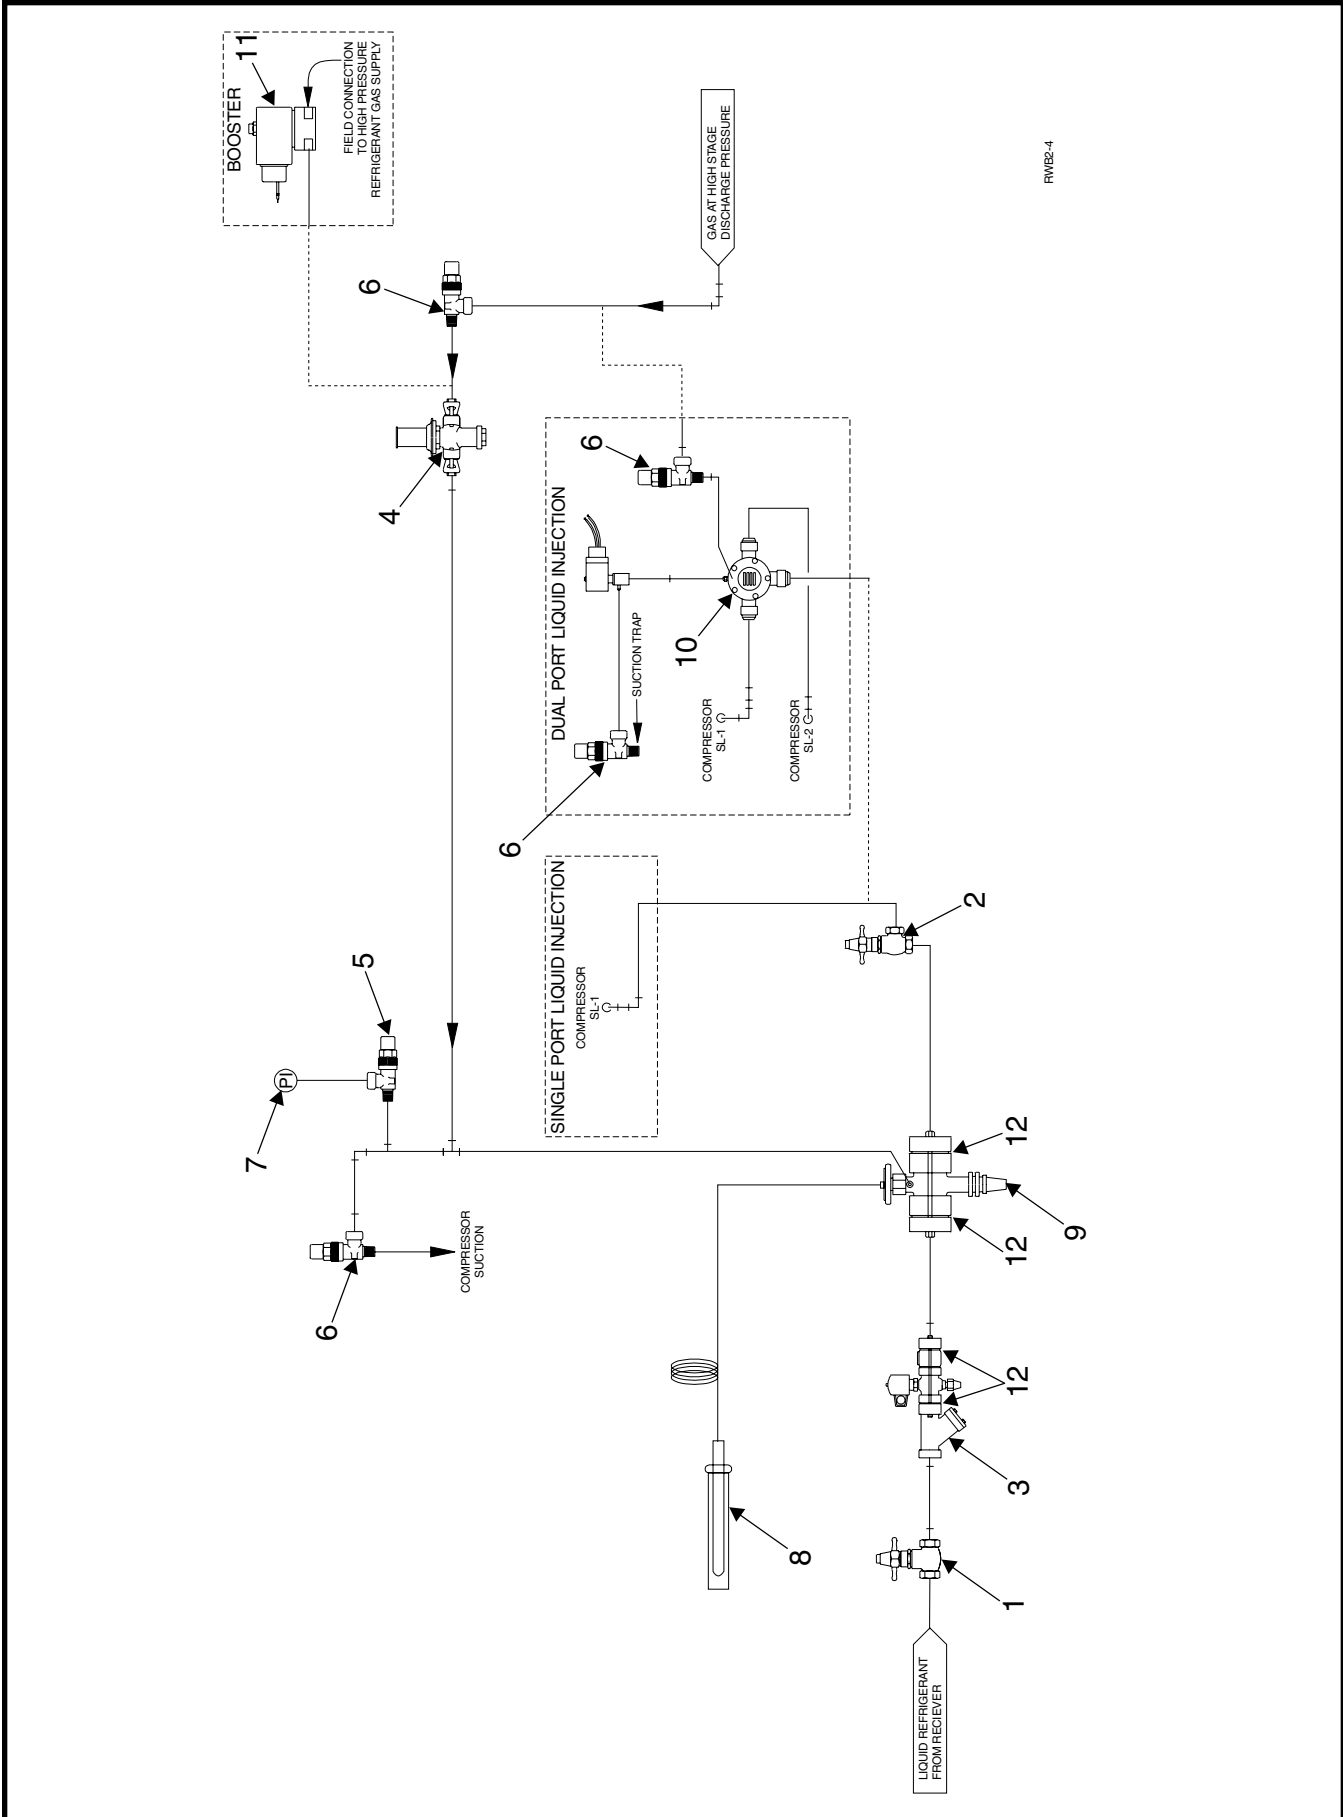 BOOSTER
11
FIELD CONNECTION
TO HIGH PRESSURE
REFRIGERANT GAS SUPPLY
GAS AT HIGH STAGE
DISCHARGE PRESSURE
RWB2-4
6
4
DUAL PORT LIQUID INJECTION
6
10
SUCTION TRAP
COMPRESSOR
SL-1
COMPRESSOR
SL-2
6
SINGLE PORT LIQUID INJECTION
COMPRESSOR
SL-1
2
5
PI
7
6
COMPRESSOR
SUCTION
12
12
9
12
3
8
1
LIQUID REFRIGERANT
FROM RECIEVER